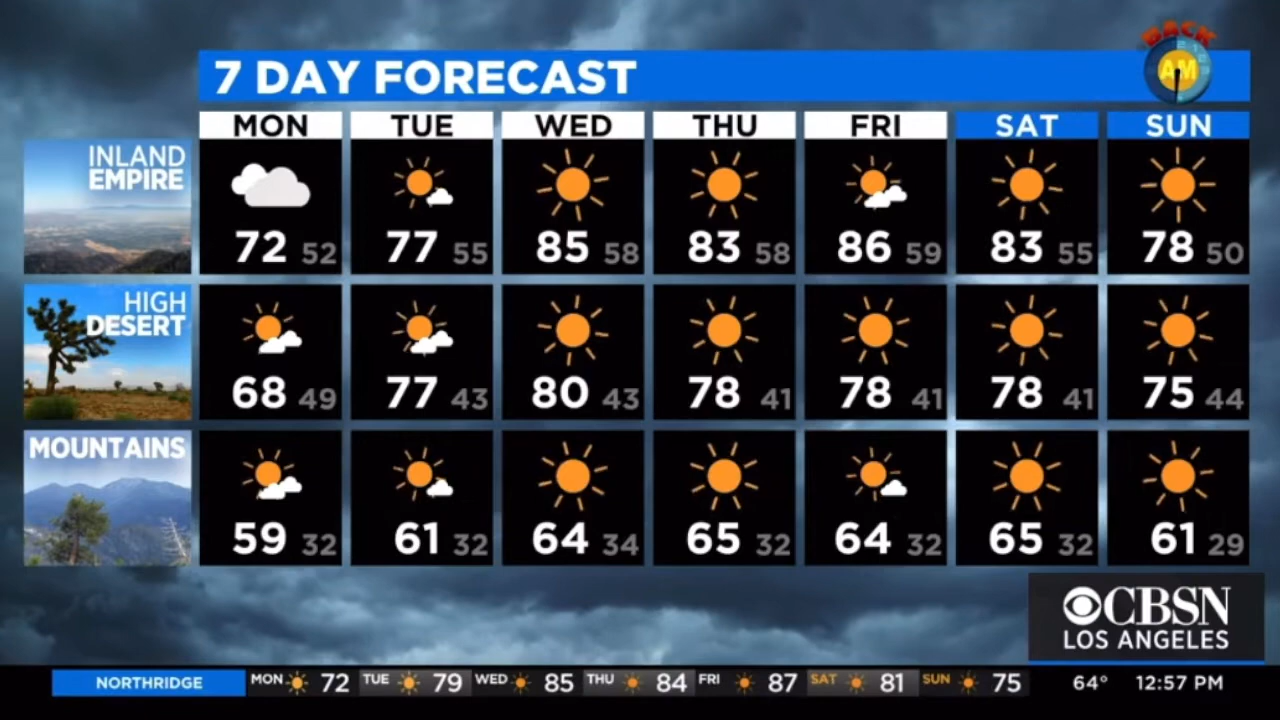 BACK
AM
7 DAY FORECAST
MON TUE WED THU FRI SAT SUN
INLAND
EMPIRE
72 52 77 55 85 58 83 58 86 59 83 55 78 50
HIGH
DESERT
68 49 77 43 80 43 78 41 78 41 78 41 75 44
MOUNTAINS
59 32 61 32 64 34 65 32 64 32 65 32 61 29
CBSN
LOS ANGELES
NORTHRIDGE MON 72 TUE 79 WED 85 THU 84 FRI 87 SAT 81 SUN 75 64° 12:57 PM